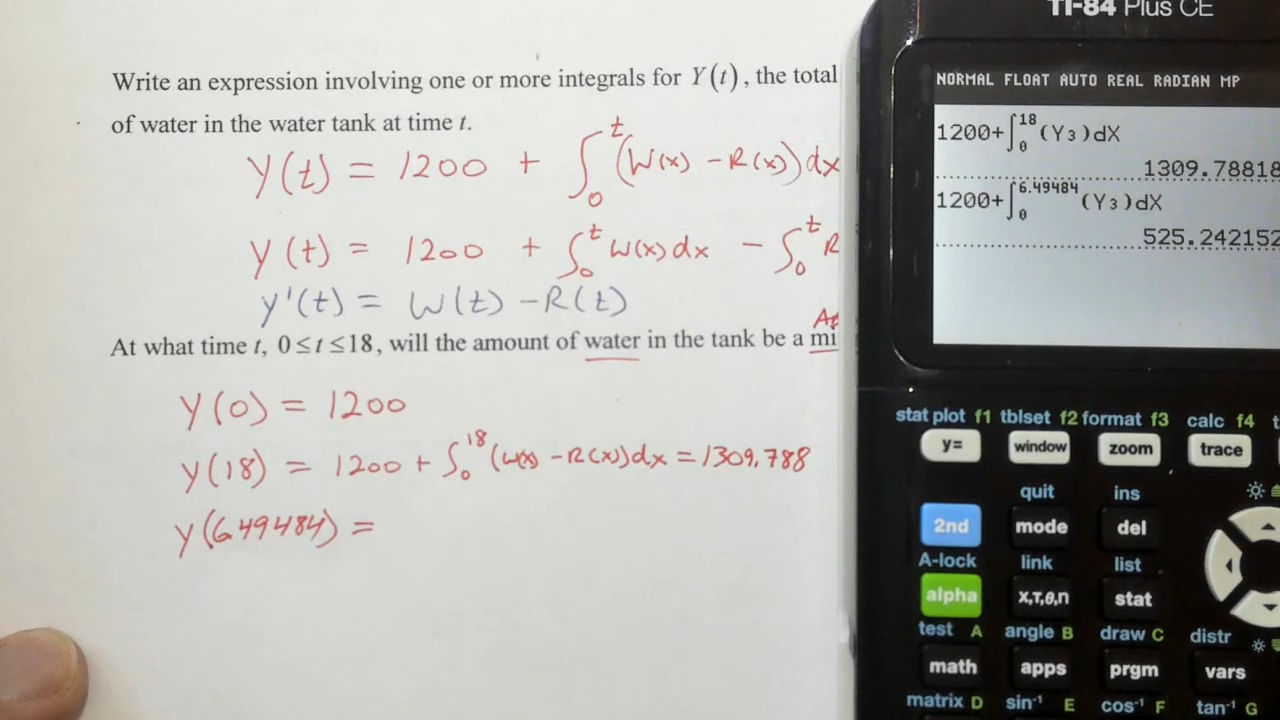 Write an expression involving one or more integrals for Y(t), the total
of water in the water tank at time t.
Y(t) = 1200 + ∫₀ᵗ (W(x) - R(x)) dx
Y(t) = 1200 + ∫₀ᵗ W(x) dx - ∫₀ᵗ R
Y'(t) = W(t) - R(t)
At what time t, 0 ≤ t ≤ 18, will the amount of water in the tank be a mi
Y(0) = 1200
Y(18) = 1200 + ∫₀¹⁸ (W(x) - R(x)) dx = 1309.788
Y(6.49484) =
TI-84 Plus CE
NORMAL FLOAT AUTO REAL RADIAN MP
1200+∫₀¹⁸(Y₃)dX
1309.78818
1200+∫₀^6.49484(Y₃)dX
525.242152
stat plot f1 tblset f2 format f3 calc f4 t
y= window zoom trace
quit ins
2nd mode del
A-lock link list
alpha X,T,θ,n stat
test A angle B draw C distr
math apps prgm vars
matrix D sin⁻¹ E cos⁻¹ F tan⁻¹ G